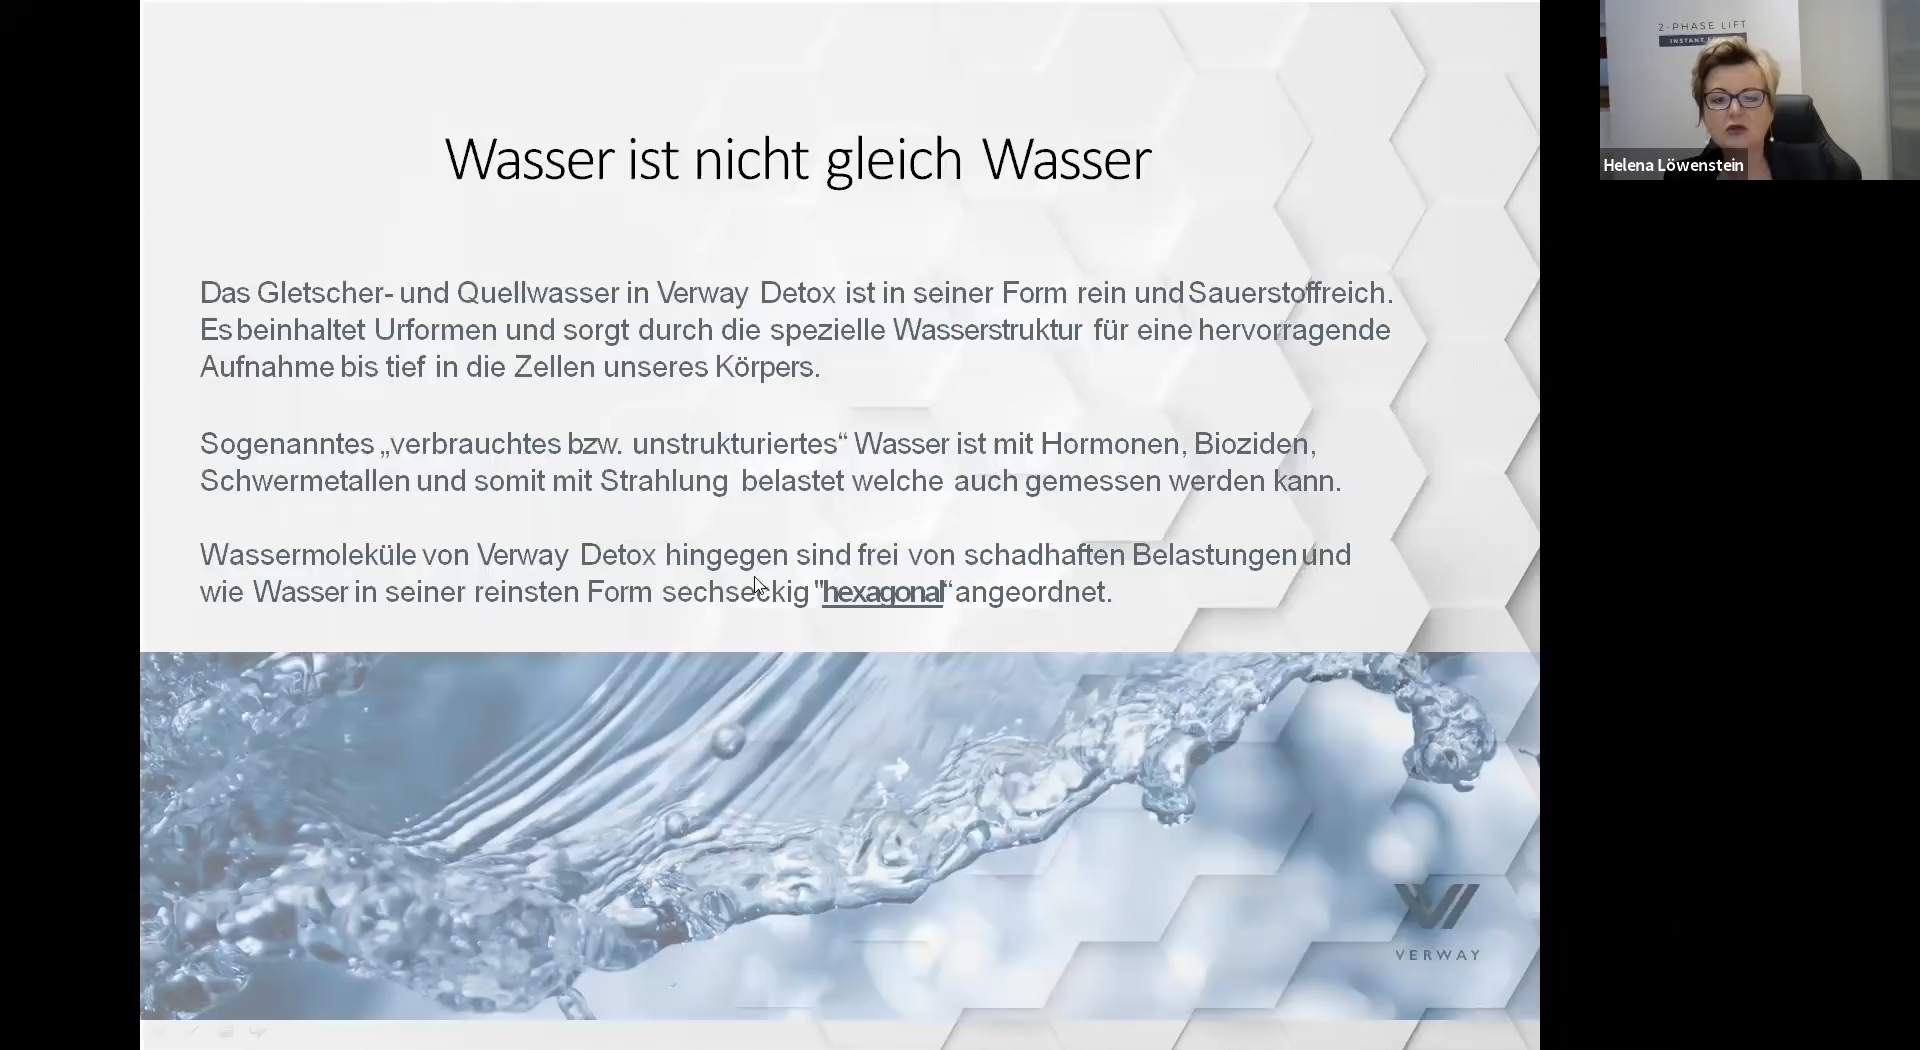 2-PHASE LIFT
INSTANT
Helena Löwenstein
Wasser ist nicht gleich Wasser
Das Gletscher- und Quellwasser in Verway Detox ist in seiner Form rein und Sauerstoffreich.
Es beinhaltet Urformen und sorgt durch die spezielle Wasserstruktur für eine hervorragende
Aufnahme bis tief in die Zellen unseres Körpers.
Sogenanntes „verbrauchtes bzw. unstrukturiertes“ Wasser ist mit Hormonen, Bioziden,
Schwermetallen und somit mit Strahlung belastet welche auch gemessen werden kann.
Wassermoleküle von Verway Detox hingegen sind frei von schadhaften Belastungen und
wie Wasser in seiner reinsten Form sechseckig "hexagonal“ angeordnet.
VERWAY